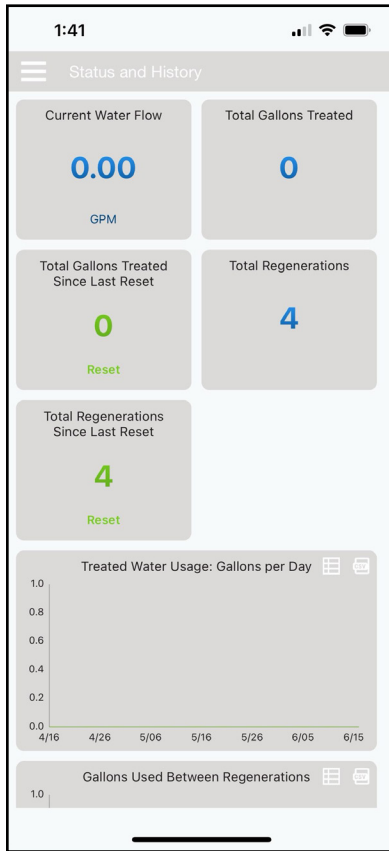 1:41
Status and History
Current Water Flow
0.00
GPM
Total Gallons Treated
0
Total Gallons Treated
Since Last Reset
0
Reset
Total Regenerations
4
Total Regenerations
Since Last Reset
4
Reset
Treated Water Usage: Gallons per Day
1.0
0.8
0.6
0.4
0.2
0.0
4/16 4/26 5/06 5/16 5/26 6/05 6/15
Gallons Used Between Regenerations
1.0